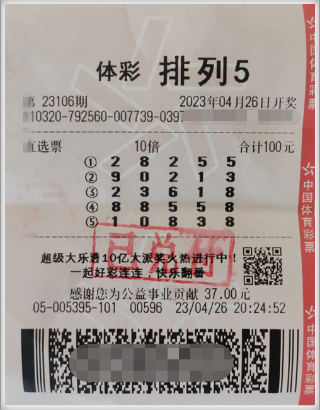 体彩 排列5
第 23106期 2023年04月26日开奖
10320-792560-007739-0397
直选票 10倍 合计100元
① 2 8 2 5 5
② 9 0 2 1 3
③ 2 3 6 1 8
④ 8 8 5 5 8
⑤ 1 0 8 3 8
已兑付
超级大乐透10亿大派奖火热进行中!
一起好彩连连,快乐翻番
感谢您为公益事业贡献 37.00元
05-005395-101 00596 23/04/26 20:24:52
中国体育彩票
中国体育彩票
中国体育彩票